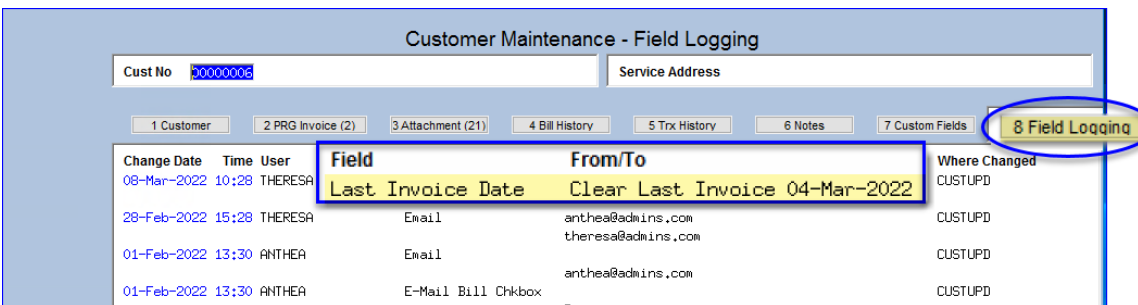 Customer Maintenance - Field Logging
Cust No 00000006 Service Address
1 Customer 2 PRG Invoice (2) 3 Attachment (21) 4 Bill History 5 Trx History 6 Notes 7 Custom Fields 8 Field Logging
Change Date Time User Field From/To Where Changed
08-Mar-2022 10:28 THERESA Last Invoice Date Clear Last Invoice 04-Mar-2022 CUSTUPD
28-Feb-2022 15:28 THERESA Email anthea@admins.com CUSTUPD
theresa@admins.com
01-Feb-2022 13:30 ANTHEA Email CUSTUPD
anthea@admins.com
01-Feb-2022 13:30 ANTHEA E-Mail Bill Chkbox CUSTUPD